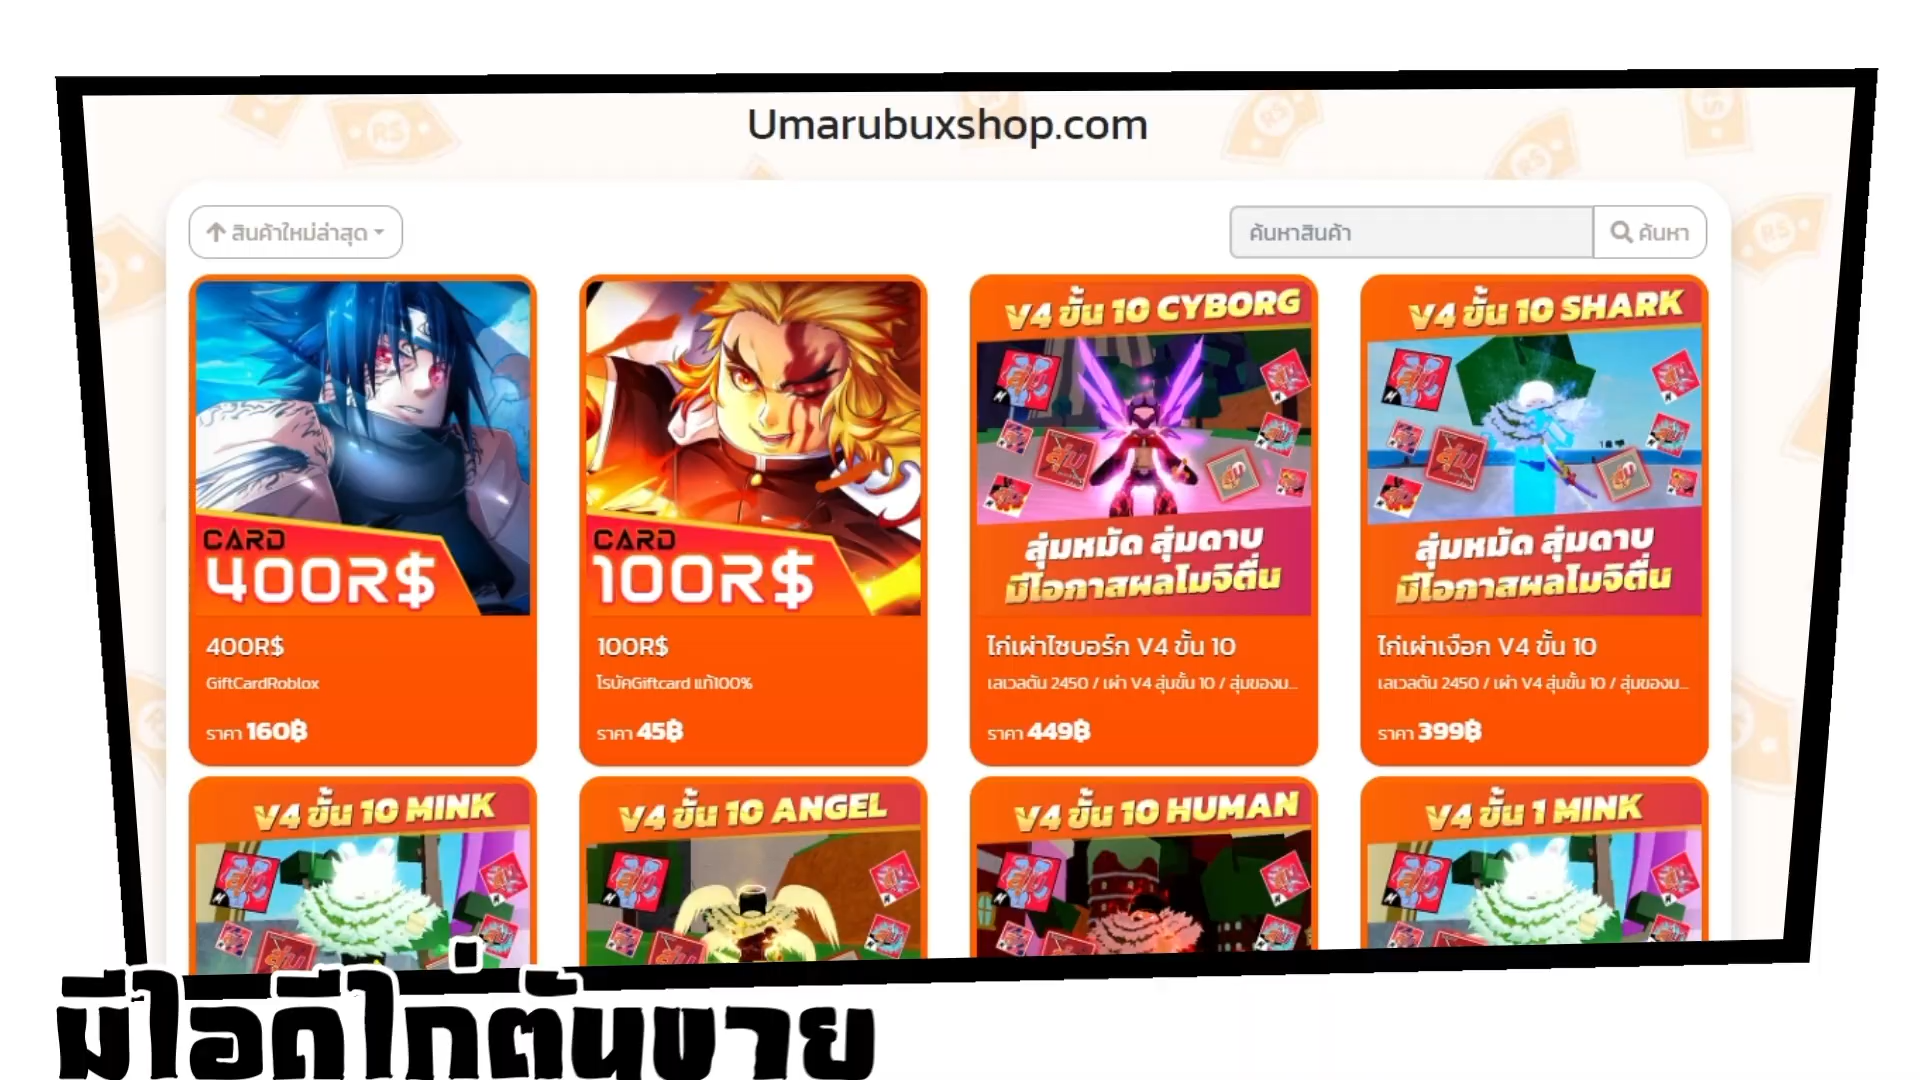 Umarubuxshop.com
สินค้าใหม่ล่าสุด
ค้นหาสินค้า
ค้นหา
CARD
400R$
400R$
GiftCardRoblox
ราคา 160฿
CARD
100R$
100R$
โรบัคGiftcard แท้100%
ราคา 45฿
V4 ขั้น 10 CYBORG
สุ่ม
สุ่มหมัด สุ่มดาบ
มีโอกาสผลโมจิตื่น
ไก่เผ่าไซบอร์ก V4 ขั้น 10
เลเวลตัน 2450 / เผ่า V4 สุ่มขั้น 10 / สุ่มของม...
ราคา 449฿
V4 ขั้น 10 SHARK
สุ่ม
สุ่มหมัด สุ่มดาบ
มีโอกาสผลโมจิตื่น
ไก่เผ่าเงือก V4 ขั้น 10
เลเวลตัน 2450 / เผ่า V4 สุ่มขั้น 10 / สุ่มของม...
ราคา 399฿
V4 ขั้น 10 MINK
V4 ขั้น 10 ANGEL
V4 ขั้น 10 HUMAN
V4 ขั้น 1 MINK
มีไอดีไก่ตันขาย